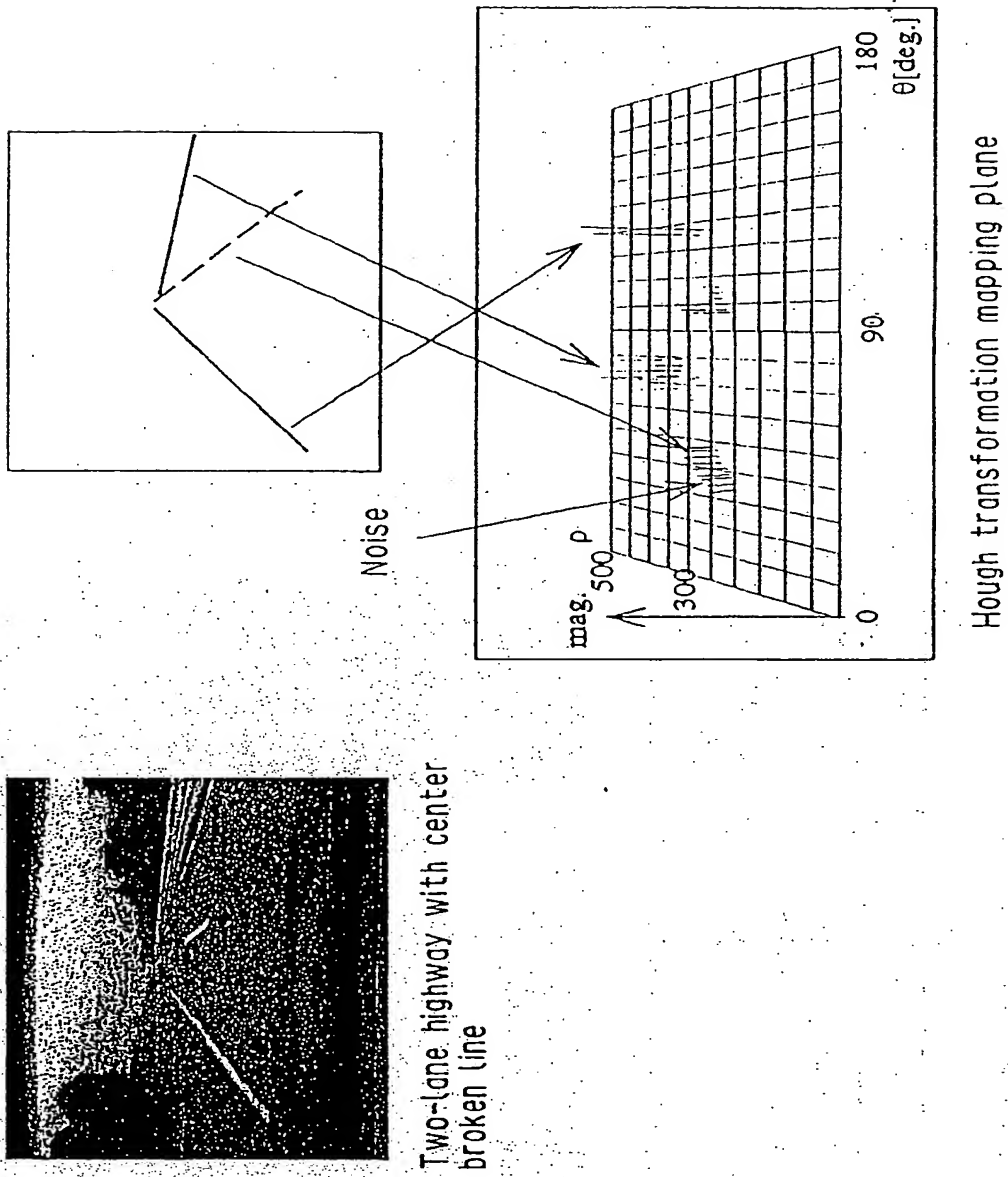 Two-lane highway with center
broken line
Noise
mag.
500
ρ
300
0
90
180
θ[deg.]
Hough transformation mapping plane